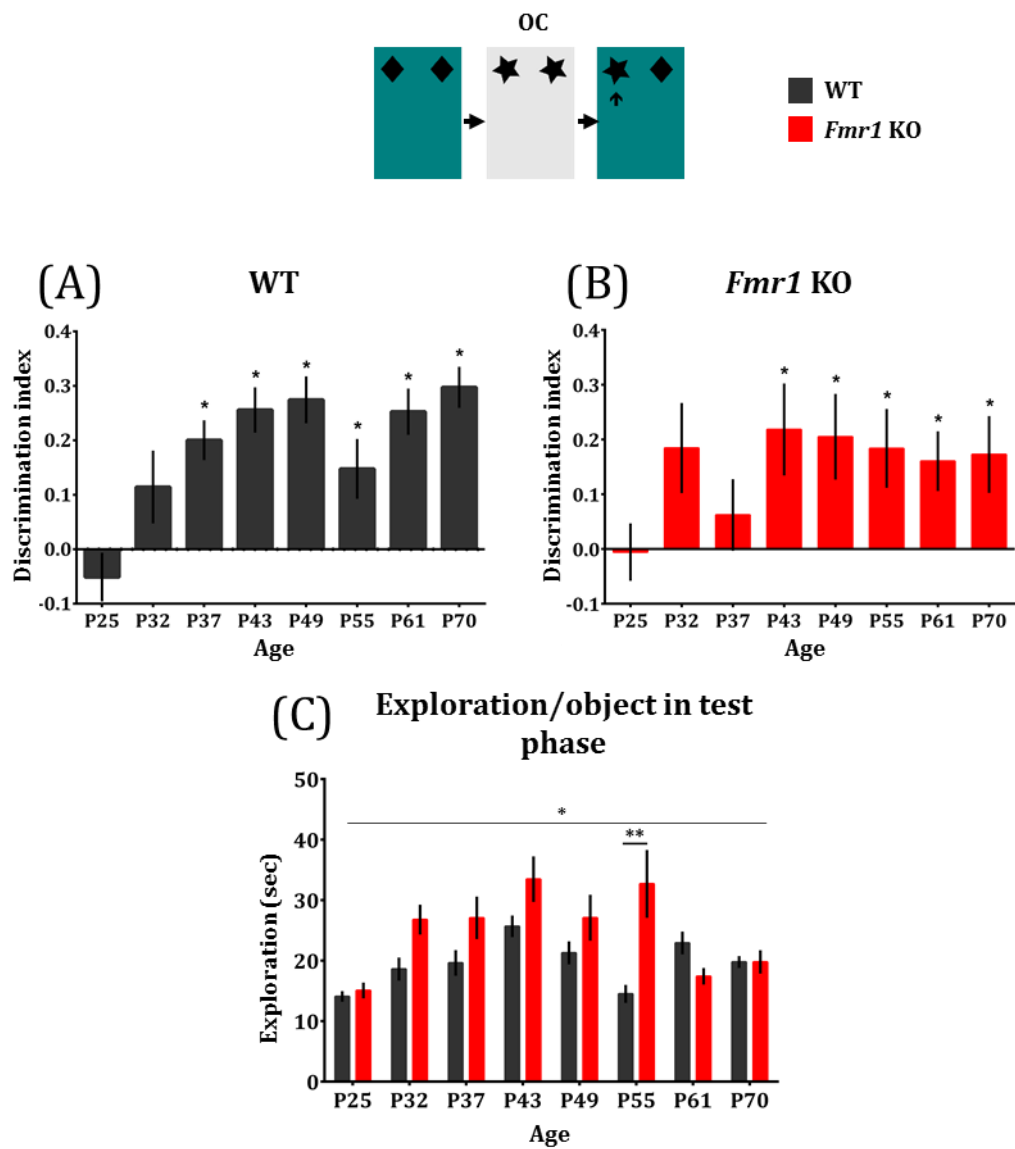 OC
WT
Fmr1 KO
(A)
WT
Discrimination index
0.4
0.3
0.2
0.1
0.0
-0.1
*
*
*
*
*
*
P25 P32 P37 P43 P49 P55 P61 P70
Age
(B)
Fmr1 KO
Discrimination index
0.4
0.3
0.2
0.1
0.0
-0.1
*
*
*
*
*
P25 P32 P37 P43 P49 P55 P61 P70
Age
(C)
Exploration/object in test
phase
Exploration (sec)
50
40
30
20
10
0
*
**
P25 P32 P37 P43 P49 P55 P61 P70
Age